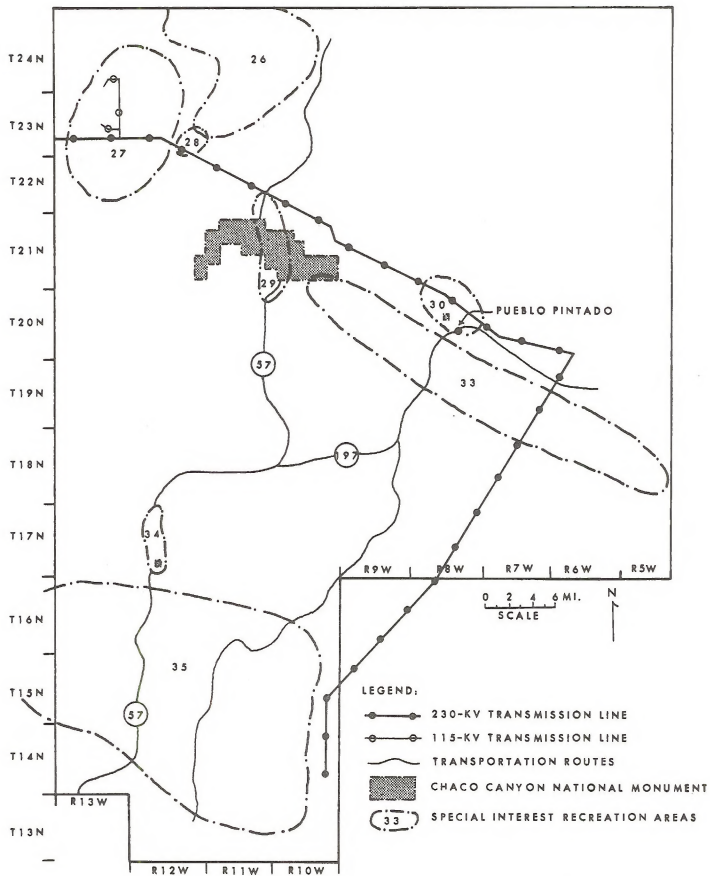 T24N
26
T23N
28
27
T22N
T21N
29
30
PUEBLO PINTADO
T20N
57
33
T19N
197
T18N
34
T17N
R9W R8W R7W R6W R5W
0 2 4 6 MI.
SCALE
N
T16N
35
T15N
57
T14N
R13W
T13N
R12W R11W R10W
LEGEND:
230-KV TRANSMISSION LINE
115-KV TRANSMISSION LINE
TRANSPORTATION ROUTES
CHACO CANYON NATIONAL MONUMENT
33 SPECIAL INTEREST RECREATION AREAS